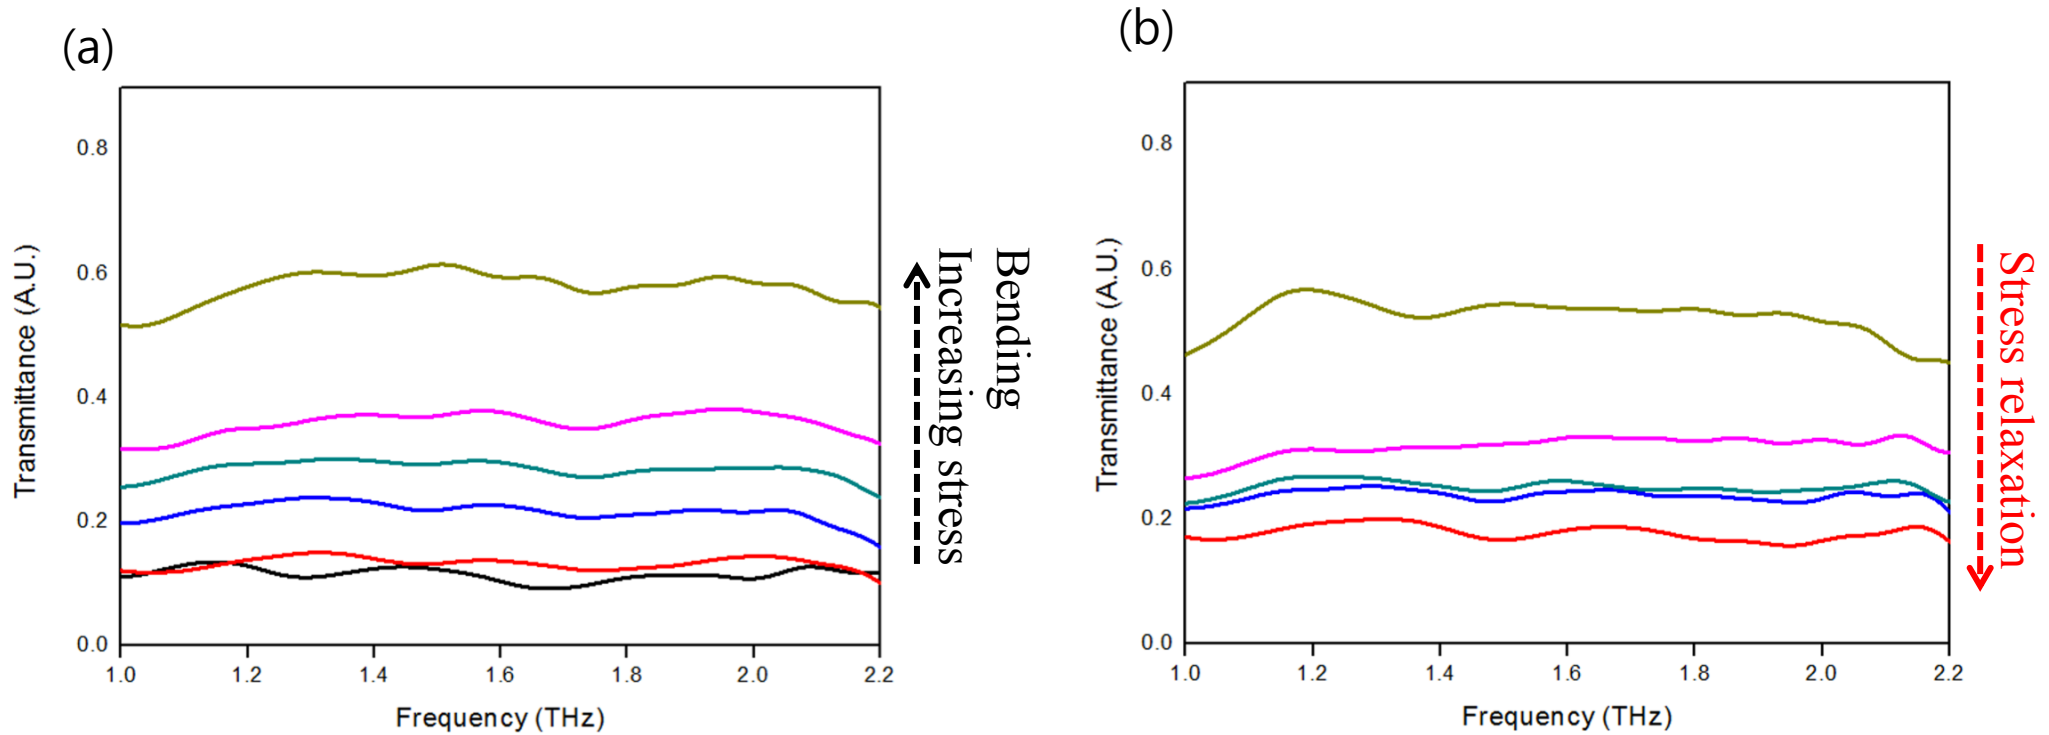 (a)
0.8
0.6
0.4
0.2
0.0
Transmittance (A.U.)
1.0 1.2 1.4 1.6 1.8 2.0 2.2
Frequency (THz)
Bending
Increasing stress
(b)
0.8
0.6
0.4
0.2
0.0
Transmittance (A.U.)
1.0 1.2 1.4 1.6 1.8 2.0 2.2
Frequency (THz)
Stress relaxation